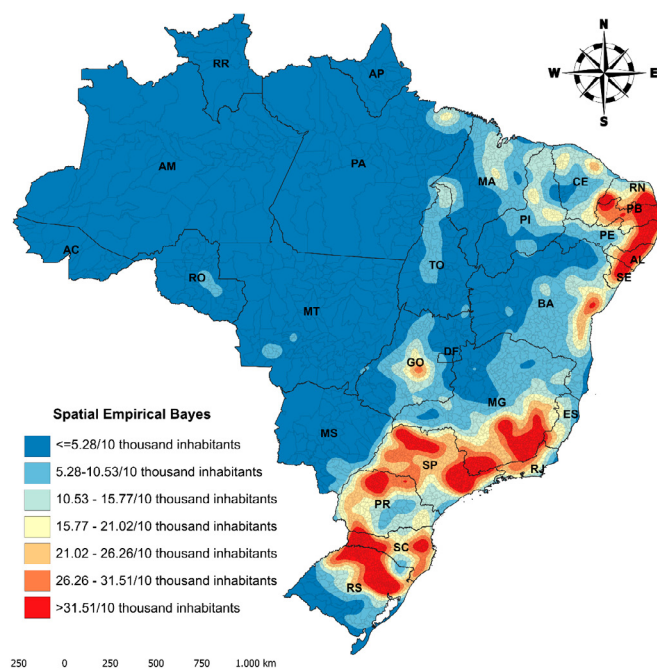 N
W E
S
RR
AP
AM
PA
MA
CE
RN
PB
PI
PE
AC
AL
SE
RO
TO
BA
MT
DF
GO
MG
ES
MS
SP
RJ
PR
SC
RS
Spatial Empirical Bayes
<=5.28/10 thousand inhabitants
5.28-10.53/10 thousand inhabitants
10.53 - 15.77/10 thousand inhabitants
15.77 - 21.02/10 thousand inhabitants
21.02 - 26.26/10 thousand inhabitants
26.26 - 31.51/10 thousand inhabitants
>31.51/10 thousand inhabitants
250 0 250 500 750 1.000 km